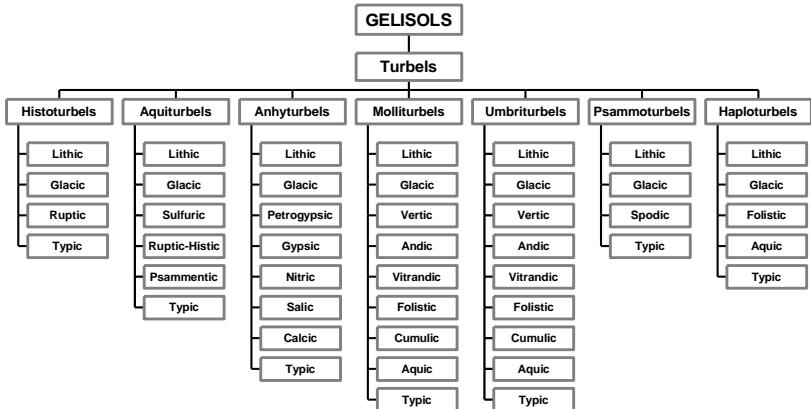 GELISOLS
Turbels
Histoturbels
Lithic
Glacic
Ruptic
Typic
Aquiturbels
Lithic
Glacic
Sulfuric
Ruptic-Histic
Psammentic
Typic
Anhyturbels
Lithic
Glacic
Petrogypsic
Gypsic
Nitric
Salic
Calcic
Typic
Molliturbels
Lithic
Glacic
Vertic
Andic
Vitrandic
Folistic
Cumulic
Aquic
Typic
Umbriturbels
Lithic
Glacic
Vertic
Andic
Vitrandic
Folistic
Cumulic
Aquic
Typic
Psammoturbels
Lithic
Glacic
Spodic
Typic
Haploturbels
Lithic
Glacic
Folistic
Aquic
Typic